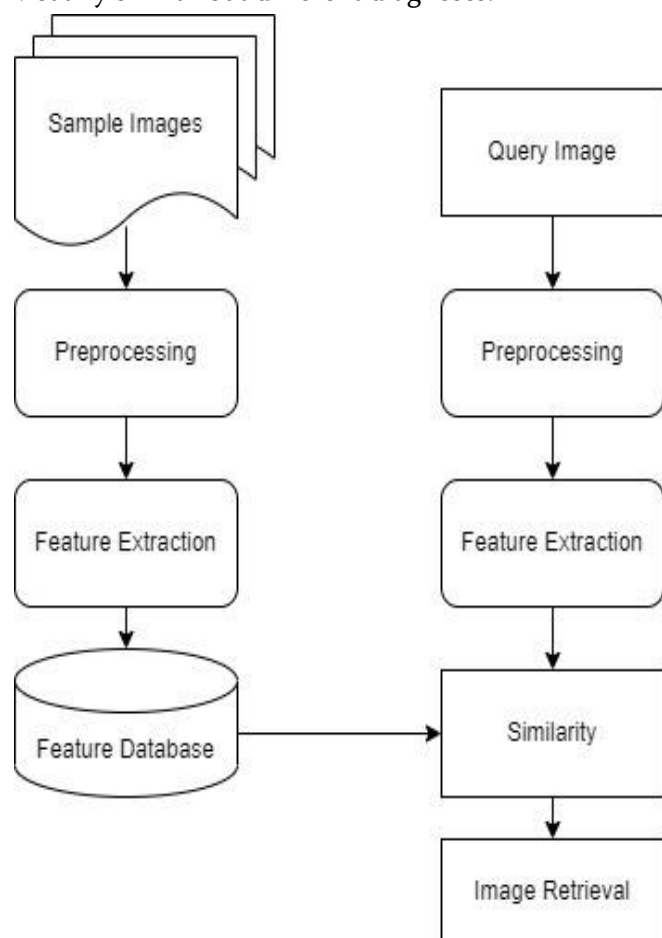 Sample Images
Query Image
Preprocessing
Preprocessing
Feature Extraction
Feature Extraction
Feature Database
Similarity
Image Retrieval